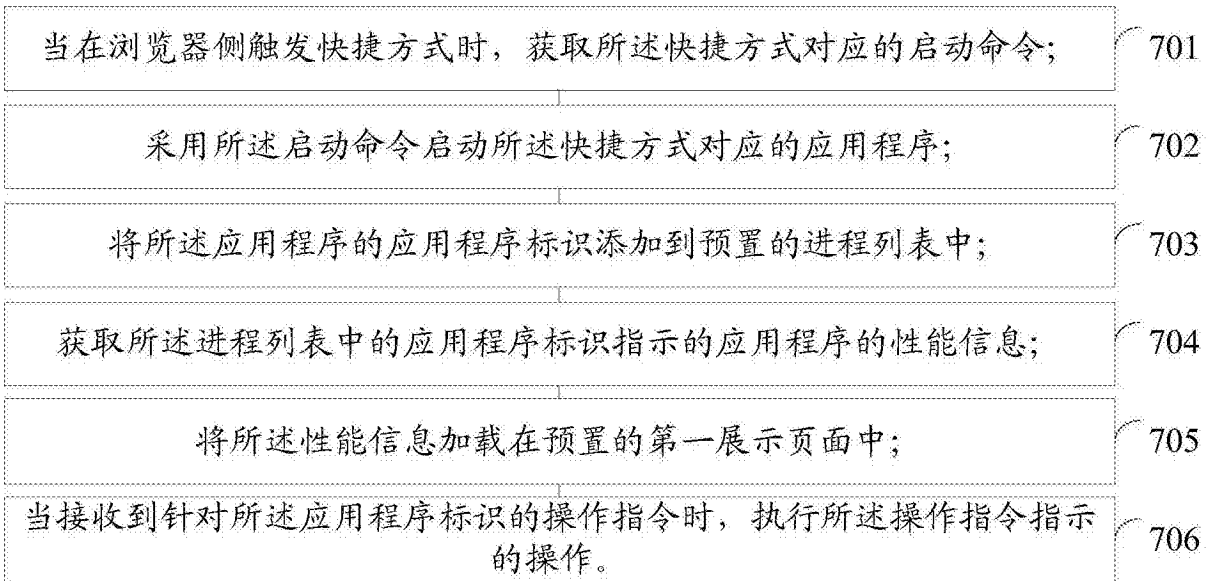 当在浏览器侧触发快捷方式时，获取所述快捷方式对应的启动命令； 701
采用所述启动命令启动所述快捷方式对应的应用程序； 702
将所述应用程序的应用程序标识添加到预置的进程列表中； 703
获取所述进程列表中的应用程序标识指示的应用程序的性能信息； 704
将所述性能信息加载在预置的第一展示页面中； 705
当接收到针对所述应用程序标识的操作指令时，执行所述操作指令指示
的操作。 706